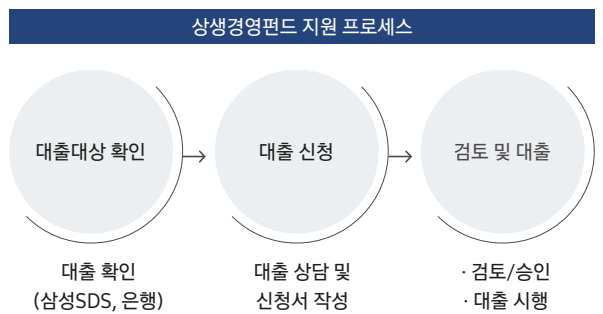 상생경영펀드 지원 프로세스
대출대상 확인
대출 신청
검토 및 대출
대출 확인
(삼성SDS, 은행)
대출 상담 및
신청서 작성
· 검토/승인
· 대출 시행